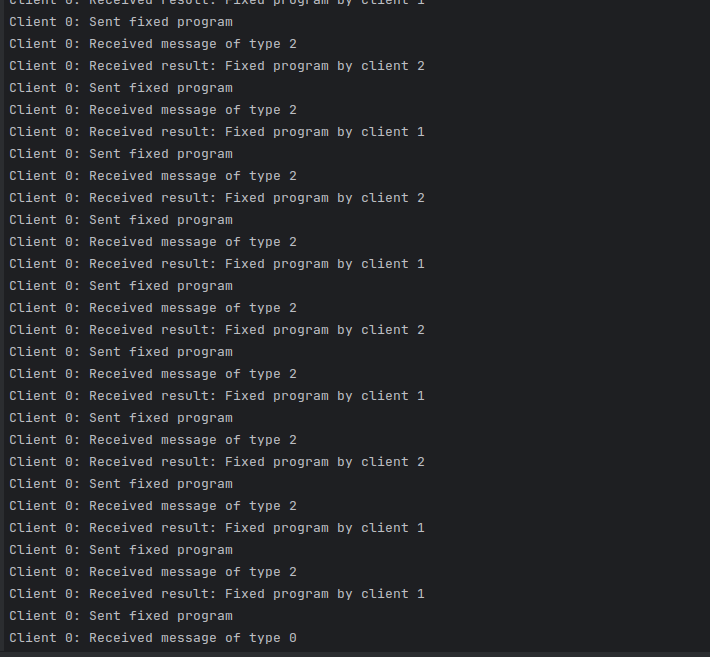 Client 0: Received result: Fixed program by client 1
Client 0: Sent fixed program
Client 0: Received message of type 2
Client 0: Received result: Fixed program by client 2
Client 0: Sent fixed program
Client 0: Received message of type 2
Client 0: Received result: Fixed program by client 1
Client 0: Sent fixed program
Client 0: Received message of type 2
Client 0: Received result: Fixed program by client 2
Client 0: Sent fixed program
Client 0: Received message of type 2
Client 0: Received result: Fixed program by client 1
Client 0: Sent fixed program
Client 0: Received message of type 2
Client 0: Received result: Fixed program by client 2
Client 0: Sent fixed program
Client 0: Received message of type 2
Client 0: Received result: Fixed program by client 1
Client 0: Sent fixed program
Client 0: Received message of type 2
Client 0: Received result: Fixed program by client 2
Client 0: Sent fixed program
Client 0: Received message of type 2
Client 0: Received result: Fixed program by client 1
Client 0: Sent fixed program
Client 0: Received message of type 2
Client 0: Received result: Fixed program by client 1
Client 0: Sent fixed program
Client 0: Received message of type 0